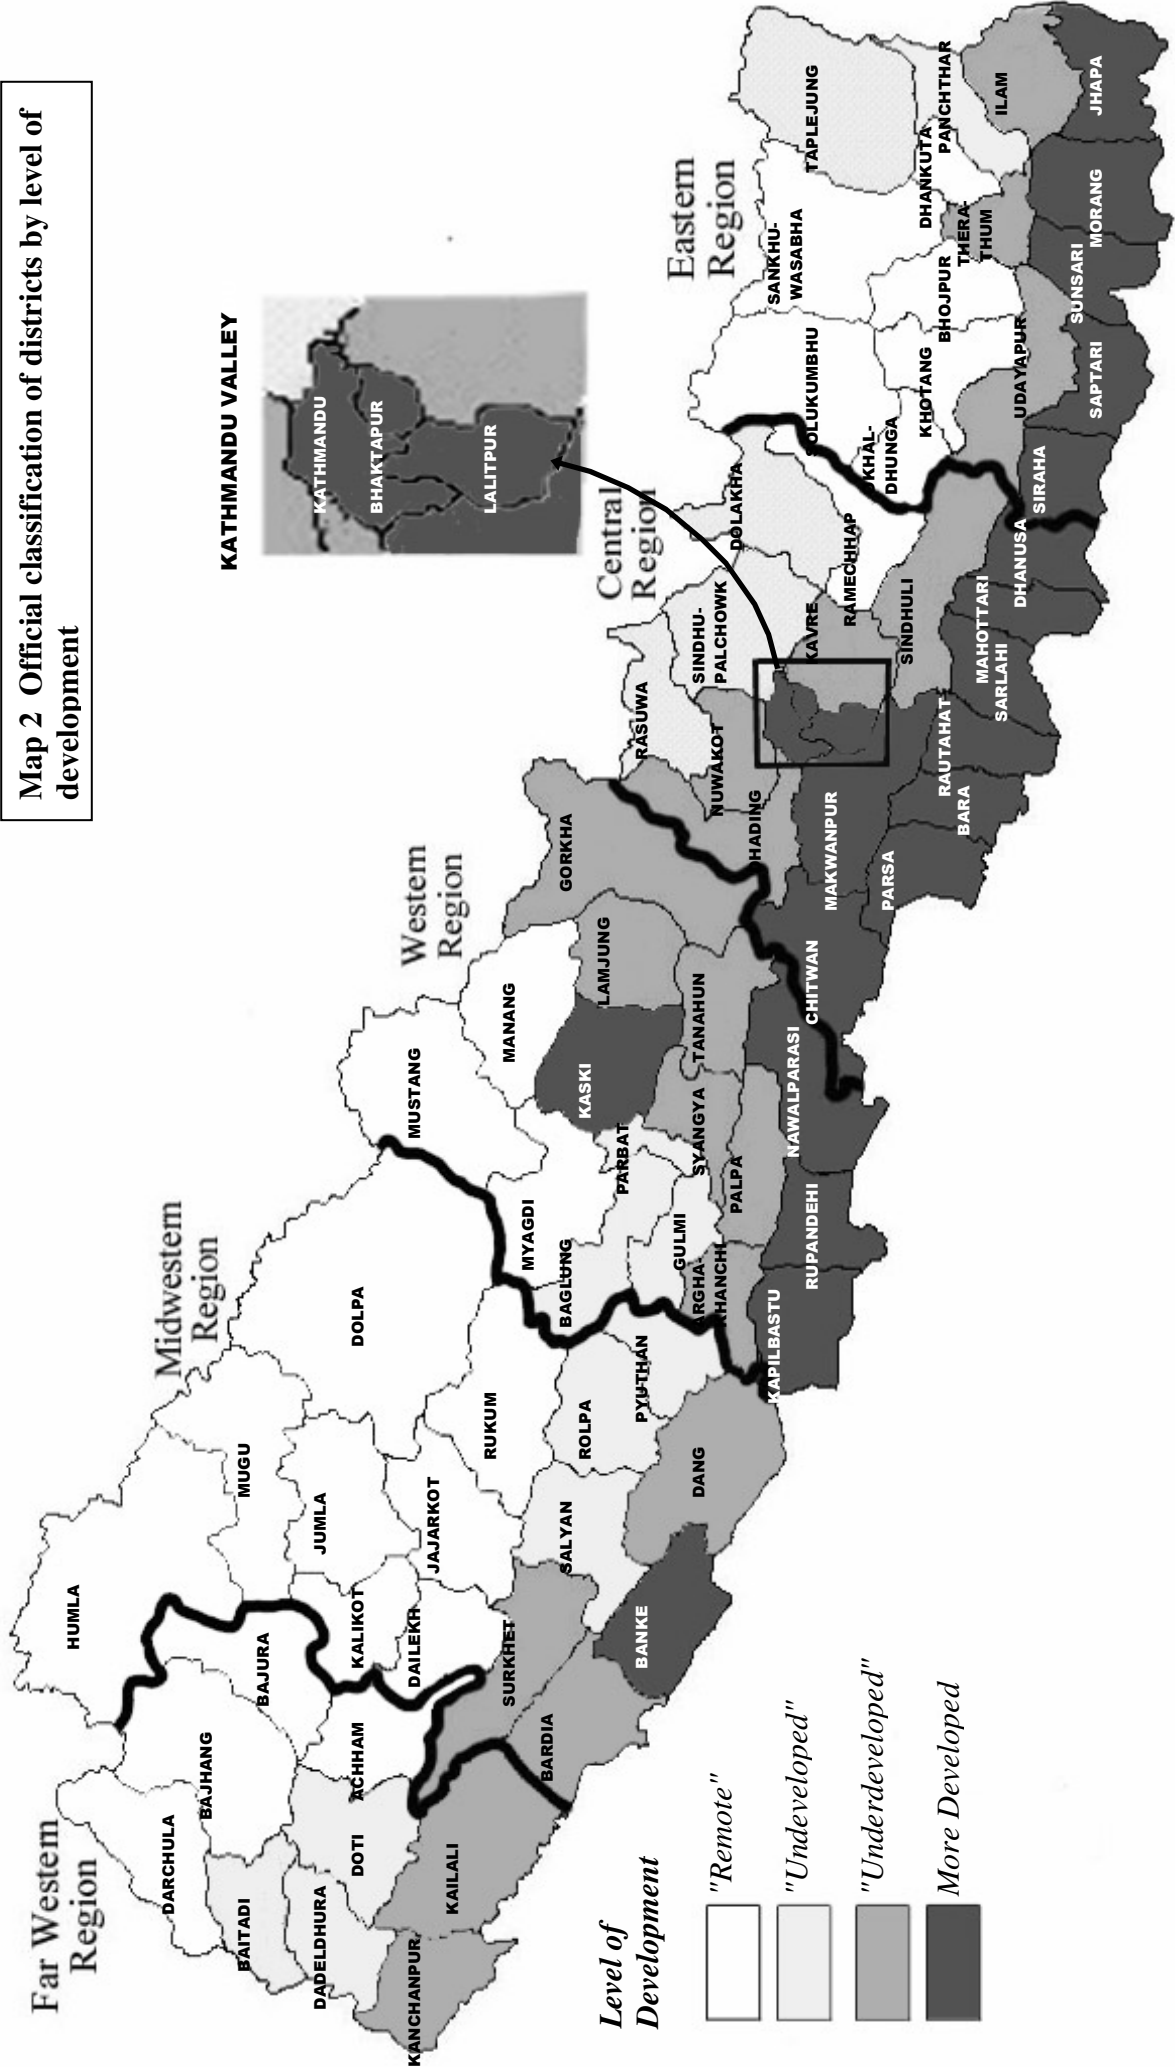 Map 2 Official classification of districts by level of
development
KATHMANDU VALLEY
KATHMANDU
BHAKTAPUR
LALITPUR
Far Western
Region
Midwestern
Region
Western
Region
Central
Region
Eastern
Region
DARCHULA
BAJHANG
BAITADI
DADELDHURA
DOTI
ACHHAM
BAJURA
KAILALI
KANCHANPUR
HUMLA
MUGU
JUMLA
KALIKOT
DAILEKH
JAJARKOT
DOLPA
RUKUM
ROLPA
PYUTHAN
SALYAN
SURKHET
BARDIA
BANKE
DANG
MUSTANG
MANANG
MYAGDI
BAGLUNG
PARBAT
KASKI
LAMJUNG
GORKHA
TANAHUN
SYANGYA
GULMI
ARGHA-
KHANCHI
PALPA
NAWALPARASI
RUPANDEHI
KAPILBASTU
RASUWA
NUWAKOT
HADING
SINDHU-
PALCHOWK
DOLAKHA
KAVRE
RAMECHHAP
SINDHULI
MAKWANPUR
CHITWAN
PARSA
BARA
RAUTAHAT
SARLAHI
MAHOTTARI
DHANUSA
SOLUKUMBHU
OKHAL-
DHUNGA
KHOTANG
BHOJPUR
SANKHU-
WASABHA
TAPLEJUNG
PANCHTHAR
DHANKUTA
THERA-
THUM
ILAM
UDAYAPUR
SIRAHA
SAPTARI
SUNSARI
MORANG
JHAPA
Level of
Development
"Remote"
"Undeveloped"
"Underdeveloped"
More Developed